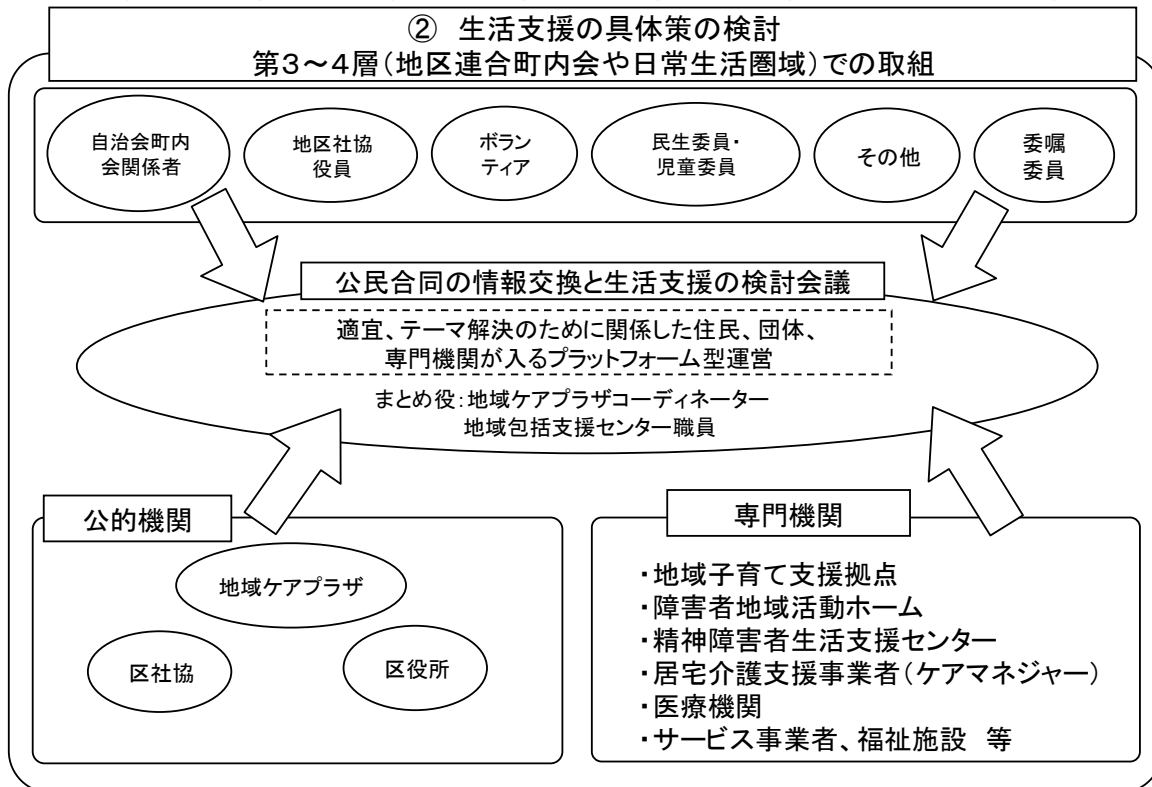 ② 生活支援の具体策の検討
第3～4層(地区連合町内会や日常生活圏域)での取組
自治会町内
会関係者
地区社協
役員
ボラン
ティア
民生委員・
児童委員
その他
委嘱
委員
公民合同の情報交換と生活支援の検討会議
適宜、テーマ解決のために関係した住民、団体、
専門機関が入るプラットフォーム型運営
まとめ役:地域ケアプラザコーディネーター
地域包括支援センター職員
公的機関
地域ケアプラザ
区社協
区役所
専門機関
・地域子育て支援拠点
・障害者地域活動ホーム
・精神障害者生活支援センター
・居宅介護支援事業者(ケアマネジャー)
・医療機関
・サービス事業者、福祉施設 等